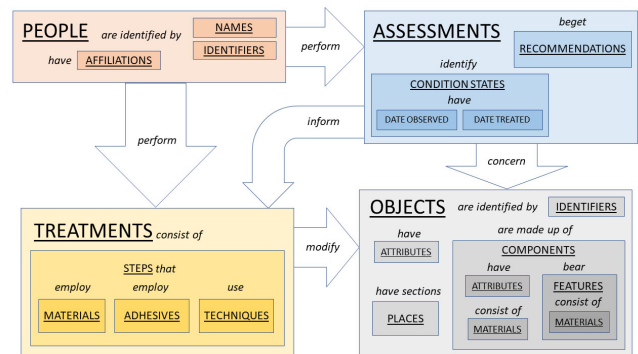 PEOPLE are identified by NAMES
IDENTIFIERS
have AFFILIATIONS
perform
ASSESSMENTS
beget
RECOMMENDATIONS
identify
CONDITION STATES
have
DATE OBSERVED DATE TREATED
perform
inform
concern
TREATMENTS consist of
STEPS that
employ employ use
MATERIALS ADHESIVES TECHNIQUES
modify
OBJECTS are identified by IDENTIFIERS
have
ATTRIBUTES
have sections
PLACES
are made up of
COMPONENTS
have
ATTRIBUTES
consist of
MATERIALS
bear
FEATURES
consist of
MATERIALS